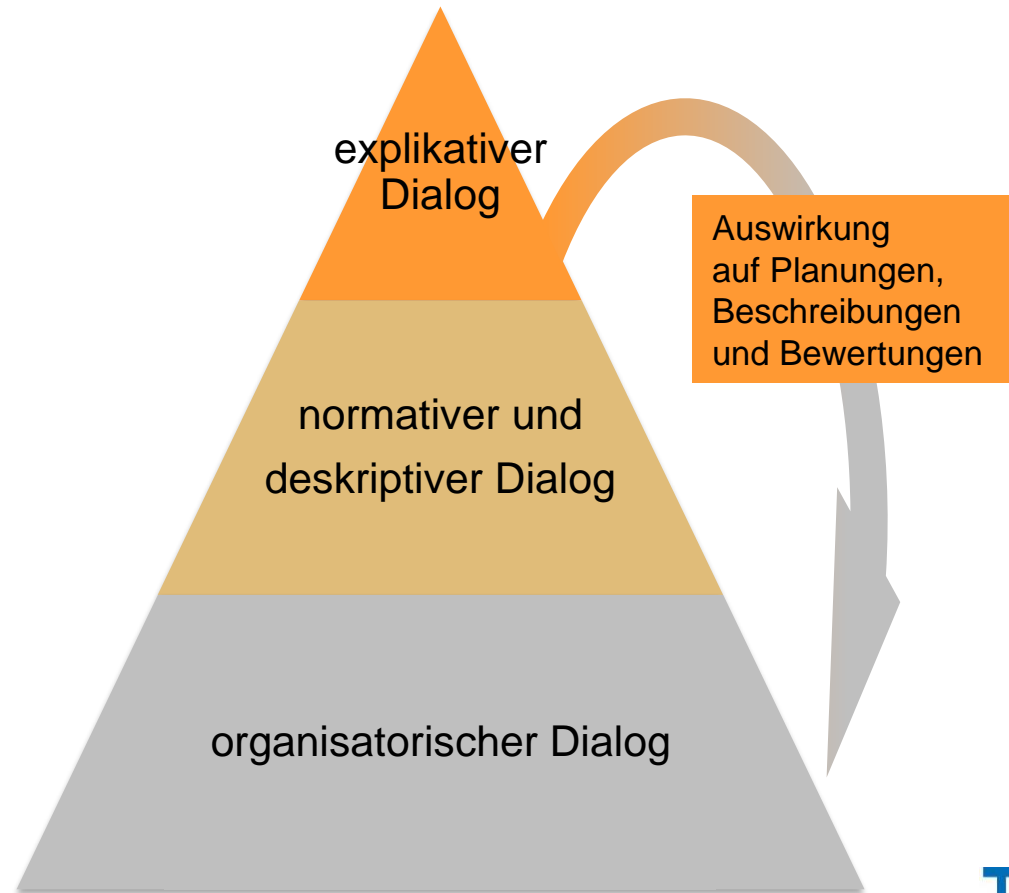 explikativer
Dialog
Auswirkung
auf Planungen,
Beschreibungen
und Bewertungen
normativer und
deskriptiver Dialog
organisatorischer Dialog